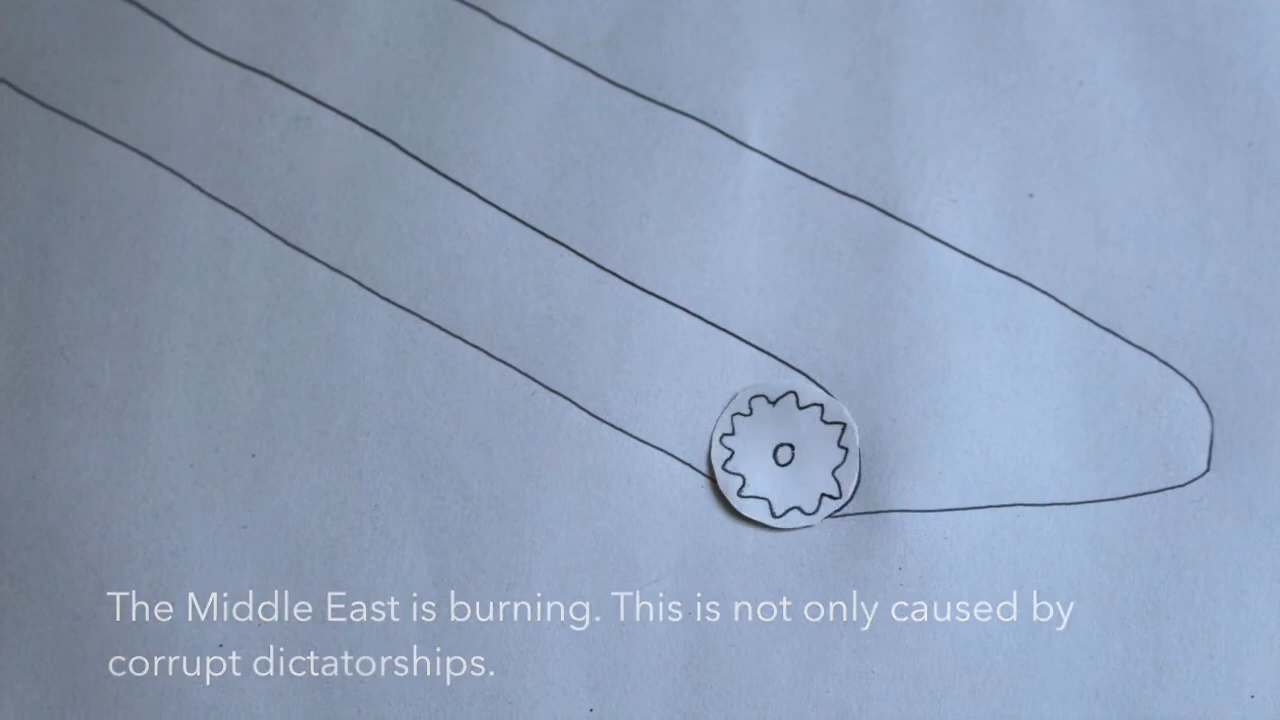 The Middle East is burning. This is not only caused by
corrupt dictatorships.